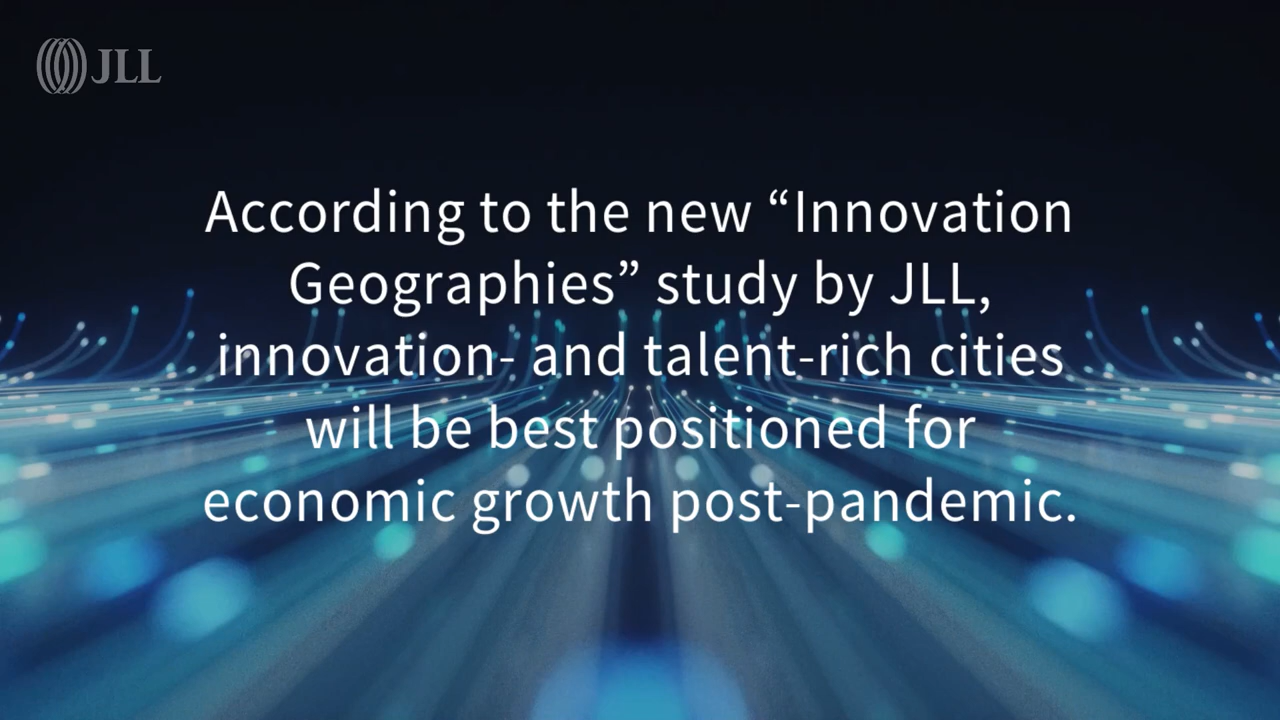 JLL
According to the new “Innovation
Geographies” study by JLL,
innovation- and talent-rich cities
will be best positioned for
economic growth post-pandemic.